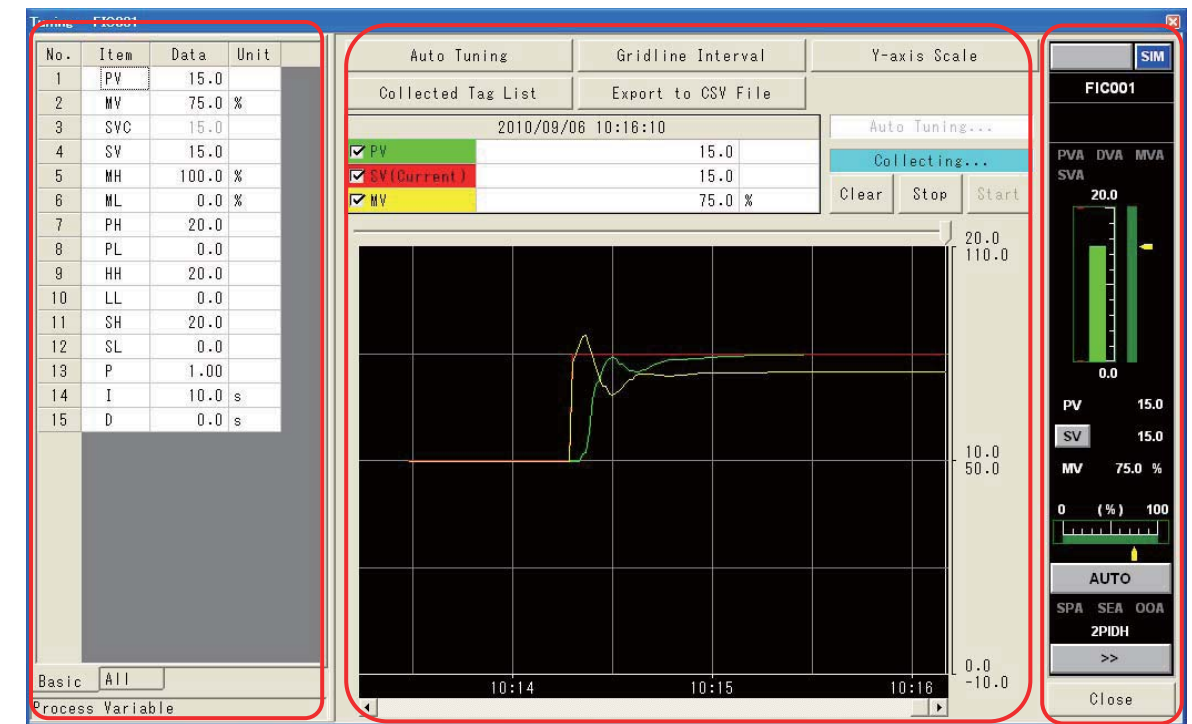 Tuning - FIC001
No. Item Data Unit
1 PV 15.0
2 MV 75.0 %
3 SVC 15.0
4 SV 15.0
5 MH 100.0 %
6 ML 0.0 %
7 PH 20.0
8 PL 0.0
9 HH 20.0
10 LL 0.0
11 SH 20.0
12 SL 0.0
13 P 1.00
14 I 10.0 s
15 D 0.0 s
Basic All
Process Variable
Auto Tuning Gridline Interval Y-axis Scale
Collected Tag List Export to CSV File
2010/09/06 10:16:10
PV 15.0
SV(Current) 15.0
MV 75.0 %
Auto Tuning...
Collecting...
Clear Stop Start
20.0
110.0
10.0
50.0
0.0
-10.0
10:14 10:15 10:16
SIM
FIC001
PVA DVA MVA
SVA
20.0
0.0
PV 15.0
SV 15.0
MV 75.0 %
0 (%) 100
AUTO
SPA SEA OOA
2PIDH
>>
Close